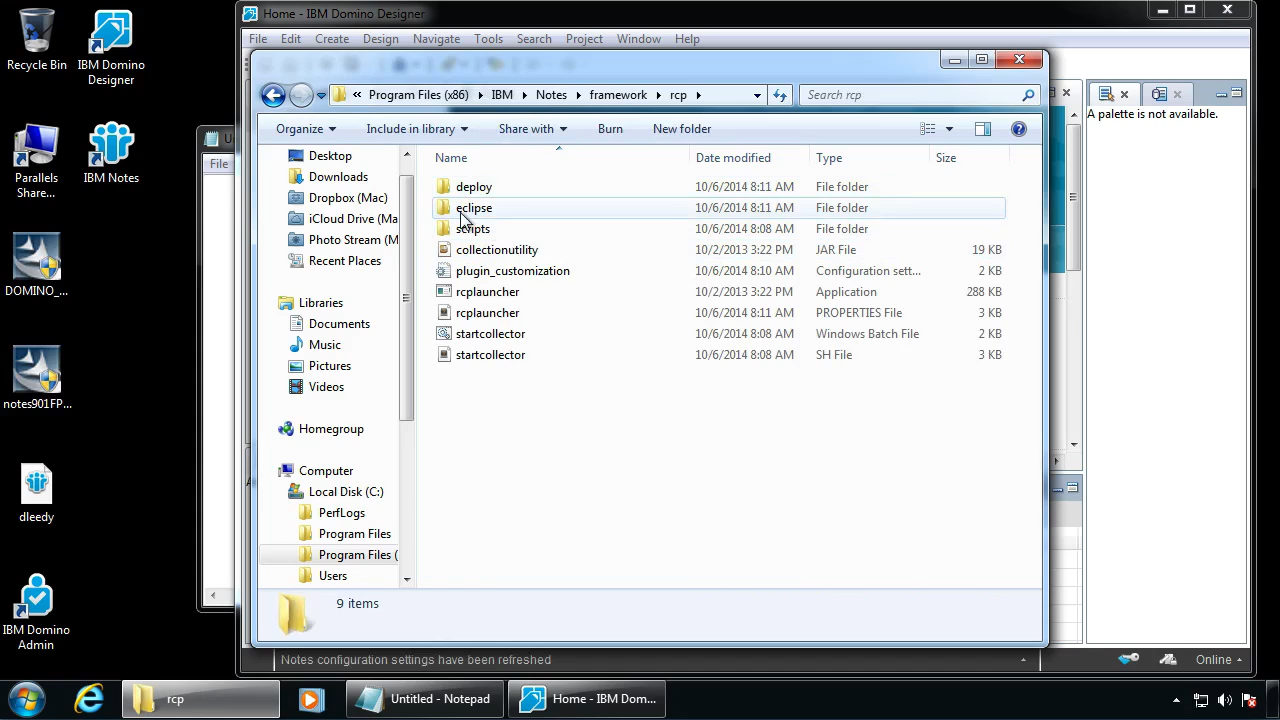 Home - IBM Domino Designer
File Edit Create Design Navigate Tools Search Project Window Help
Recycle Bin
IBM Domino
Designer
Parallels
Share...
IBM Notes
DOMINO_...
notes901FP...
dleedy
IBM Domino
Admin
File
« Program Files (x86) IBM Notes framework rcp
Search rcp
Organize Include in library Share with Burn New folder
Name Date modified Type Size
deploy 10/6/2014 8:11 AM File folder
eclipse 10/6/2014 8:11 AM File folder
scripts 10/6/2014 8:08 AM File folder
collectionutility 10/2/2013 3:22 PM JAR File 19 KB
plugin_customization 10/6/2014 8:10 AM Configuration sett... 2 KB
rcplauncher 10/2/2013 3:22 PM Application 288 KB
rcplauncher 10/6/2014 8:11 AM PROPERTIES File 3 KB
startcollector 10/6/2014 8:08 AM Windows Batch File 2 KB
startcollector 10/6/2014 8:08 AM SH File 3 KB
Desktop
Downloads
Dropbox (Mac)
iCloud Drive (Ma
Photo Stream (M
Recent Places
Libraries
Documents
Music
Pictures
Videos
Homegroup
Computer
Local Disk (C:)
PerfLogs
Program Files
Program Files (
Users
9 items
A palette is not available.
Notes configuration settings have been refreshed
Online
rcp
Untitled - Notepad
Home - IBM Dom...